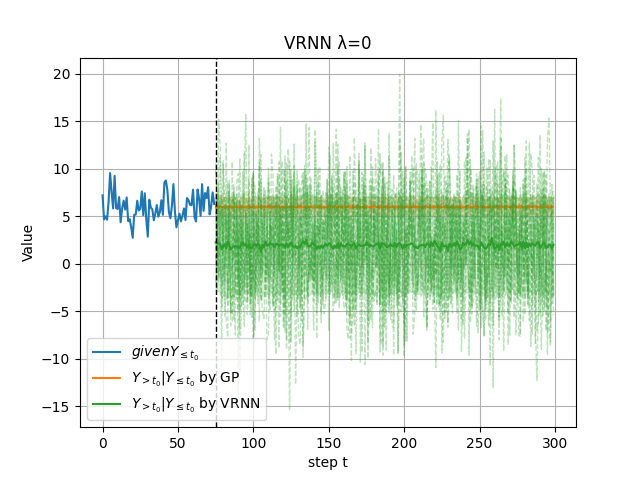 VRNN λ=0
20
15
10
5
0
−5
−10
−15
Value
givenY≤t₀
Y>t₀|Y≤t₀ by GP
Y>t₀|Y≤t₀ by VRNN
0 50 100 150 200 250 300
step t